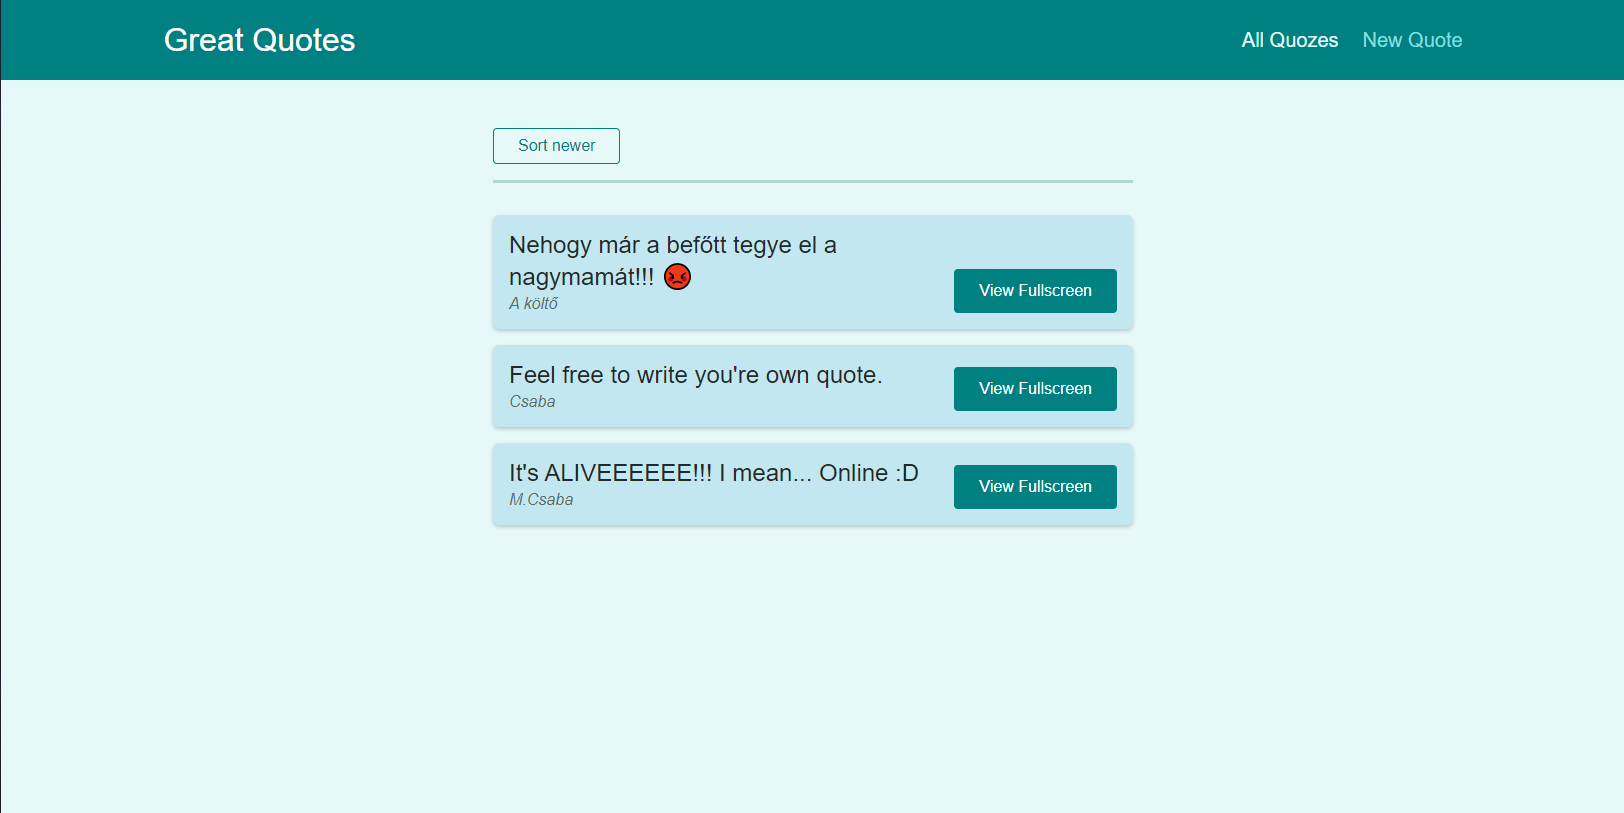 Great Quotes
All Quozes New Quote
Sort newer
Nehogy már a befőtt tegye el a
nagymamát!!! 😡
A költő
View Fullscreen
Feel free to write you're own quote.
Csaba
View Fullscreen
It's ALIVEEEEEE!!! I mean... Online :D
M.Csaba
View Fullscreen